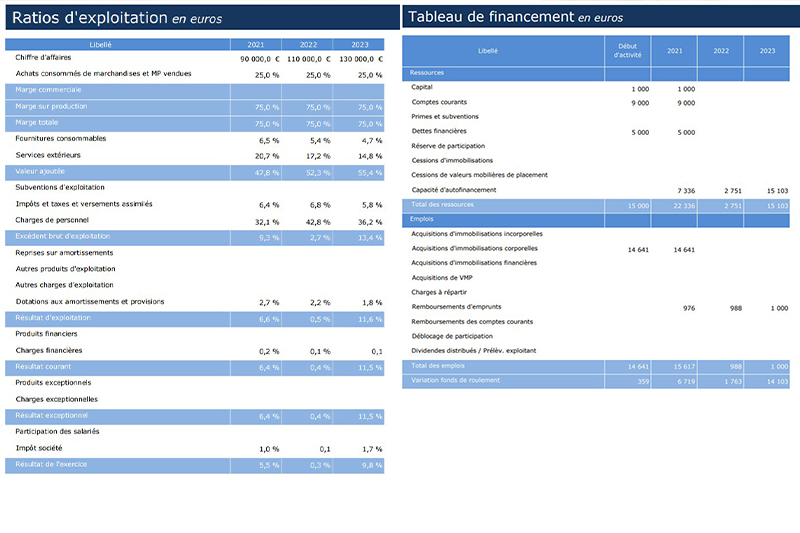 Ratios d'exploitation en euros
Libellé 2021 2022 2023
Chiffre d'affaires 90 000,0 € 110 000,0 € 130 000,0 €
Achats consommés de marchandises et MP vendues 25,0 % 25,0 % 25,0 %
Marge commerciale
Marge sur production 75,0 % 75,0 % 75,0 %
Marge totale 75,0 % 75,0 % 75,0 %
Fournitures consommables 6,5 % 5,4 % 4,7 %
Services extérieurs 20,7 % 17,2 % 14,8 %
Valeur ajoutée 47,8 % 52,3 % 55,4 %
Subventions d'exploitation
Impôts et taxes et versements assimilés 6,4 % 6,8 % 5,8 %
Charges de personnel 32,1 % 42,8 % 36,2 %
Excédent brut d'exploitation 9,3 % 2,7 % 13,4 %
Reprises sur amortissements
Autres produits d'exploitation
Autres charges d'exploitation
Dotations aux amortissements et provisions 2,7 % 2,2 % 1,8 %
Résultat d'exploitation 6,6 % 0,5 % 11,6 %
Produits financiers
Charges financières 0,2 % 0,1 % 0,1
Résultat courant 6,4 % 0,4 % 11,5 %
Produits exceptionnels
Charges exceptionnelles
Résultat exceptionnel 6,4 % 0,4 % 11,5 %
Participation des salariés
Impôt société 1,0 % 0,1 1,7 %
Résultat de l'exercice 5,5 % 0,3 % 9,8 %
Tableau de financement en euros
Libellé Début d'activité 2021 2022 2023
Ressources
Capital 1 000 1 000
Comptes courants 9 000 9 000
Primes et subventions
Dettes financières 5 000 5 000
Réserve de participation
Cessions d'immobilisations
Cessions de valeurs mobilières de placement
Capacité d'autofinancement 7 336 2 751 15 103
Total des ressources 15 000 22 336 2 751 15 103
Emplois
Acquisitions d'immobilisations incorporelles
Acquisitions d'immobilisations corporelles 14 641 14 641
Acquisitions d'immobilisations financières
Acquisitions de VMP
Charges à répartir
Remboursements d'emprunts 976 988 1 000
Remboursements des comptes courants
Déblocage de participation
Dividendes distribués / Prélèv. exploitant
Total des emplois 14 641 15 617 988 1 000
Variation fonds de roulement 359 6 719 1 763 14 103